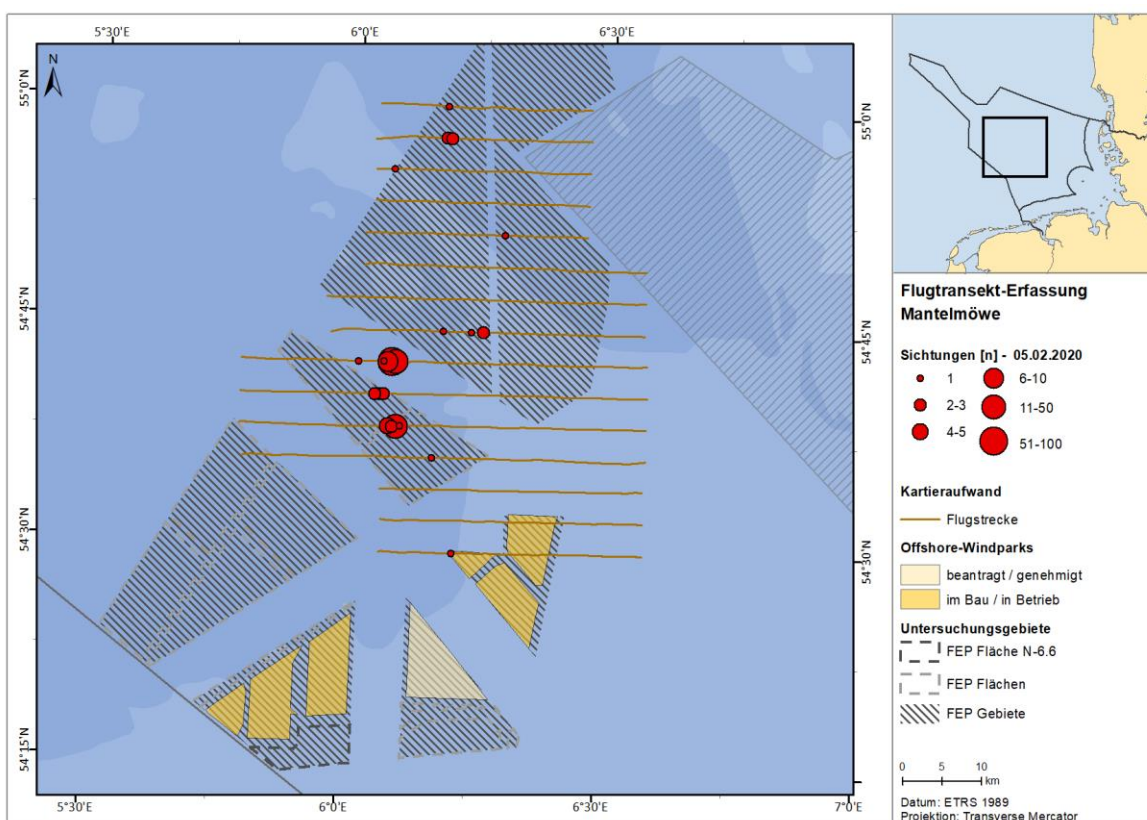 5°30'E
6°0'E
6°30'E
N
55°0'N
55°0'N
54°45'N
54°45'N
54°30'N
54°30'N
54°15'N
5°30'E
6°0'E
6°30'E
7°0'E
Flugtransekt-Erfassung
Mantelmöwe
Sichtungen [n] - 05.02.2020
1
6-10
2-3
11-50
4-5
51-100
Kartieraufwand
Flugstrecke
Offshore-Windparks
beantragt / genehmigt
im Bau / in Betrieb
Untersuchungsgebiete
FEP Fläche N-6.6
FEP Flächen
FEP Gebiete
0 5 10
km
Datum: ETRS 1989
Projektion: Transverse Mercator